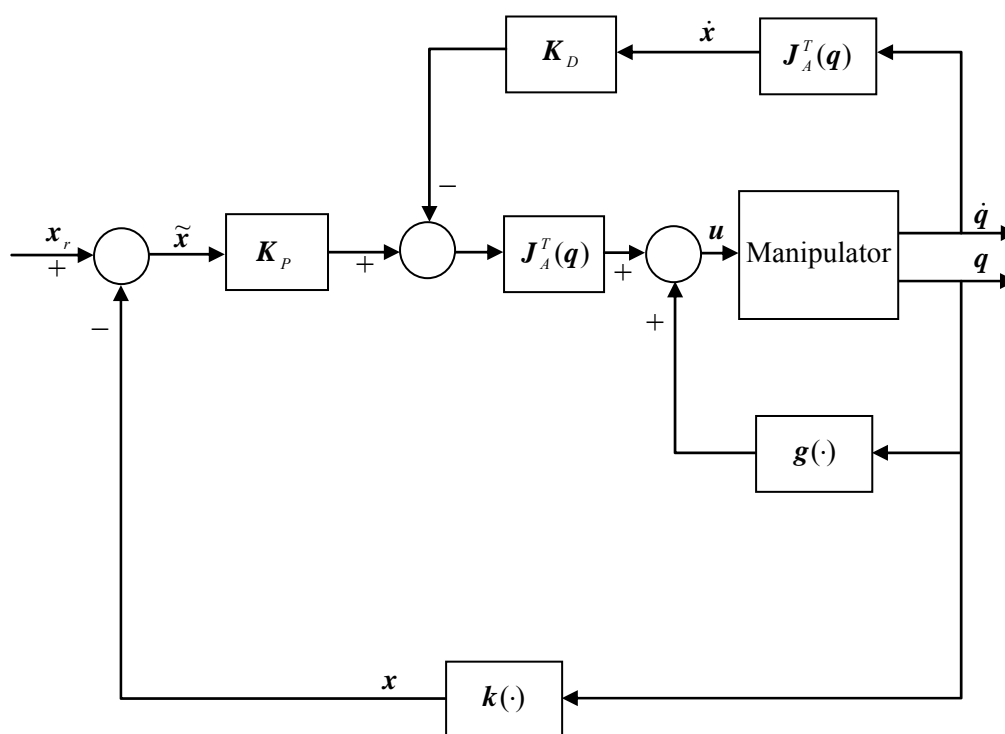 ẋ
K_D
J_A^T(q)
−
q̇
x_r
+
x̃
K_P
+
J_A^T(q)
+
u
Manipulator
q
−
+
g(·)
x
k(·)